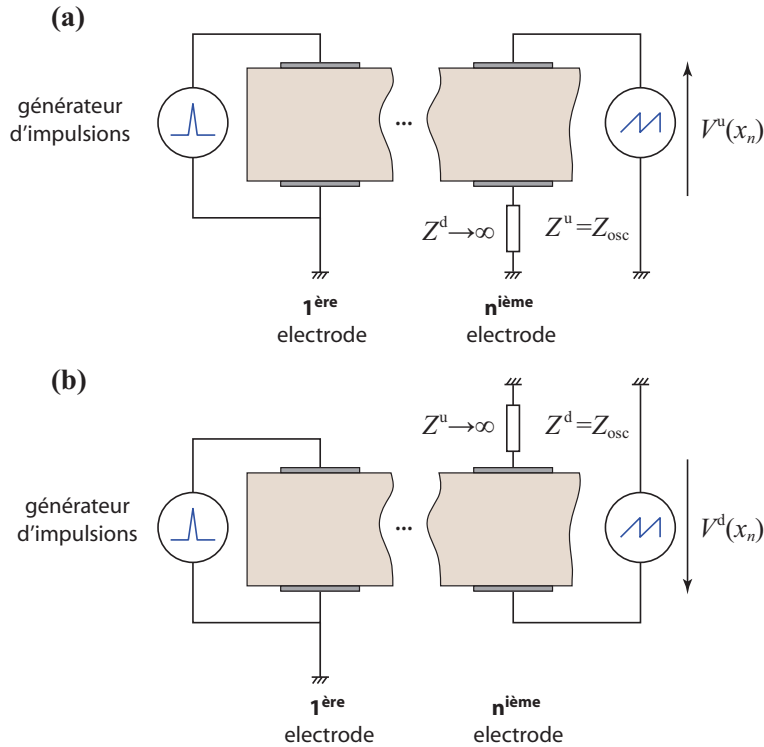 (a)
générateur
d'impulsions
...
V^u(x_n)
Z^d→∞
Z^u=Z_osc
1^ère
electrode
n^ième
electrode
(b)
Z^u→∞
Z^d=Z_osc
générateur
d'impulsions
...
V^d(x_n)
1^ère
electrode
n^ième
electrode